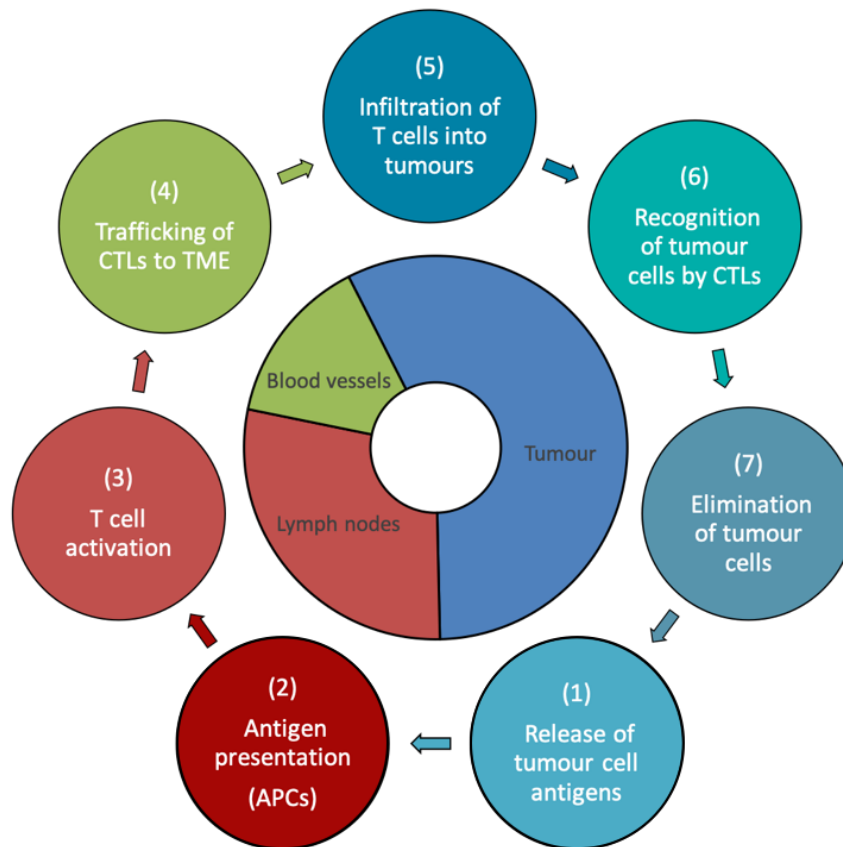 (5)
Infiltration of
T cells into
tumours
(4)
Trafficking of
CTLs to TME
(6)
Recognition
of tumour
cells by CTLs
Blood vessels
Tumour
Lymph nodes
(3)
T cell
activation
(7)
Elimination
of tumour
cells
(2)
Antigen
presentation
(APCs)
(1)
Release of
tumour cell
antigens